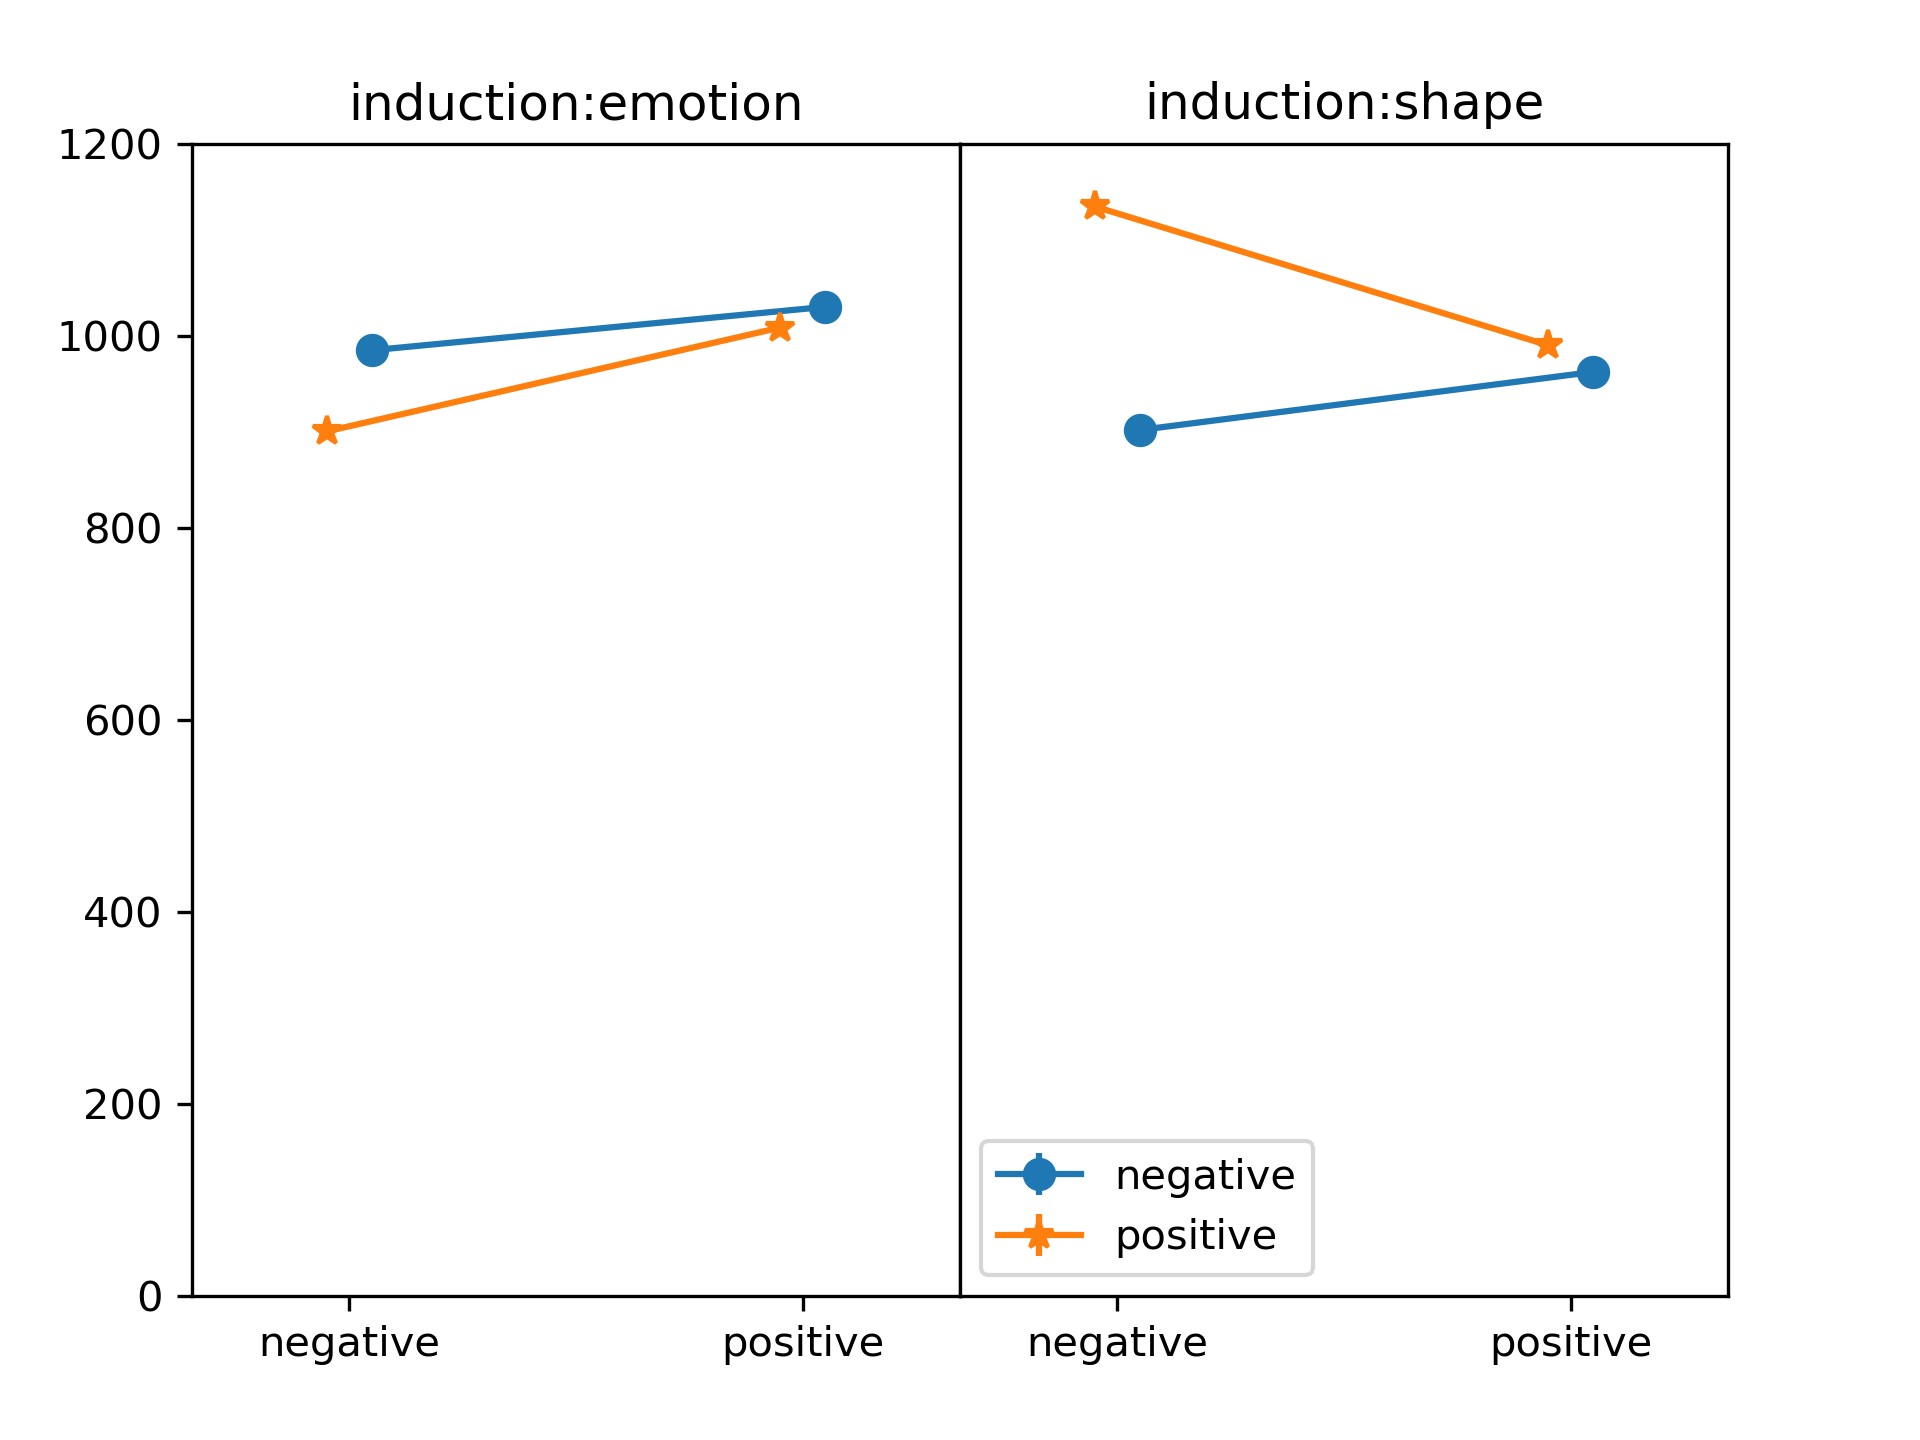 induction:emotion
induction:shape
1200
1000
800
600
400
200
0
negative
positive
negative
positive
negative
positive